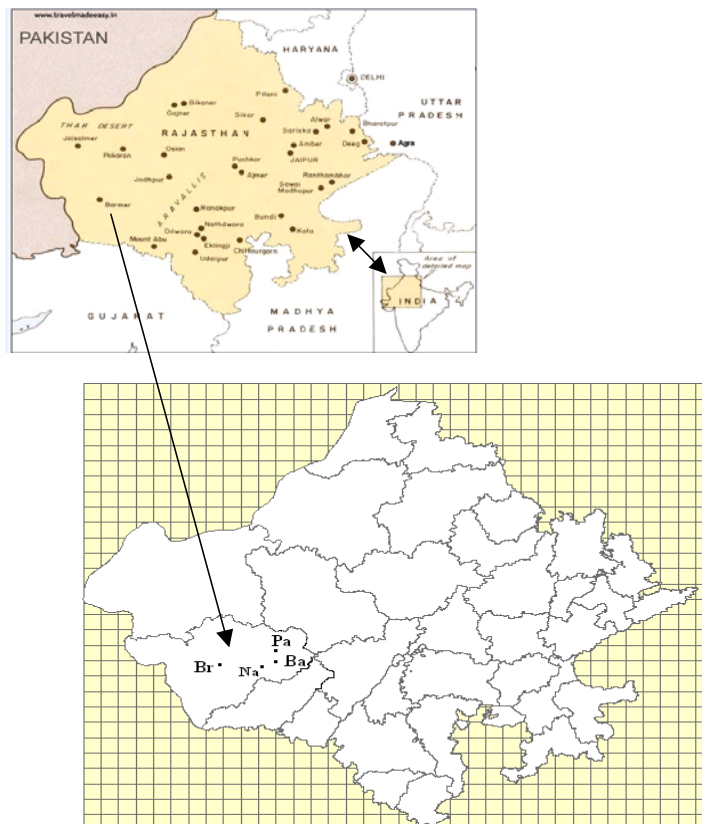 www.travelmadeeasy.in
PAKISTAN
HARYANA
DELHI
Pilani
UTTAR
PRADESH
Bikaner
Gajner
Sikar
Alwar
Bharatpur
THAR DESERT
RAJASTHAN
Sariska
Jaisalmer
Pokaran
Osian
Amber
Deeg
Agra
JAIPUR
Pushkar
Ajmer
Jodhpur
Ranthambhor
Sawai
Madhopur
ARAVALLIS
Barmer
Ranakpur
Bundi
Nathdwara
Kota
Dilwara
Mount Abu
Eklingji
Chittaurgarh
Udaipur
Area of
detailed map
INDIA
GUJARAT
MADHYA
PRADESH
Pa
Br
Na
Ba